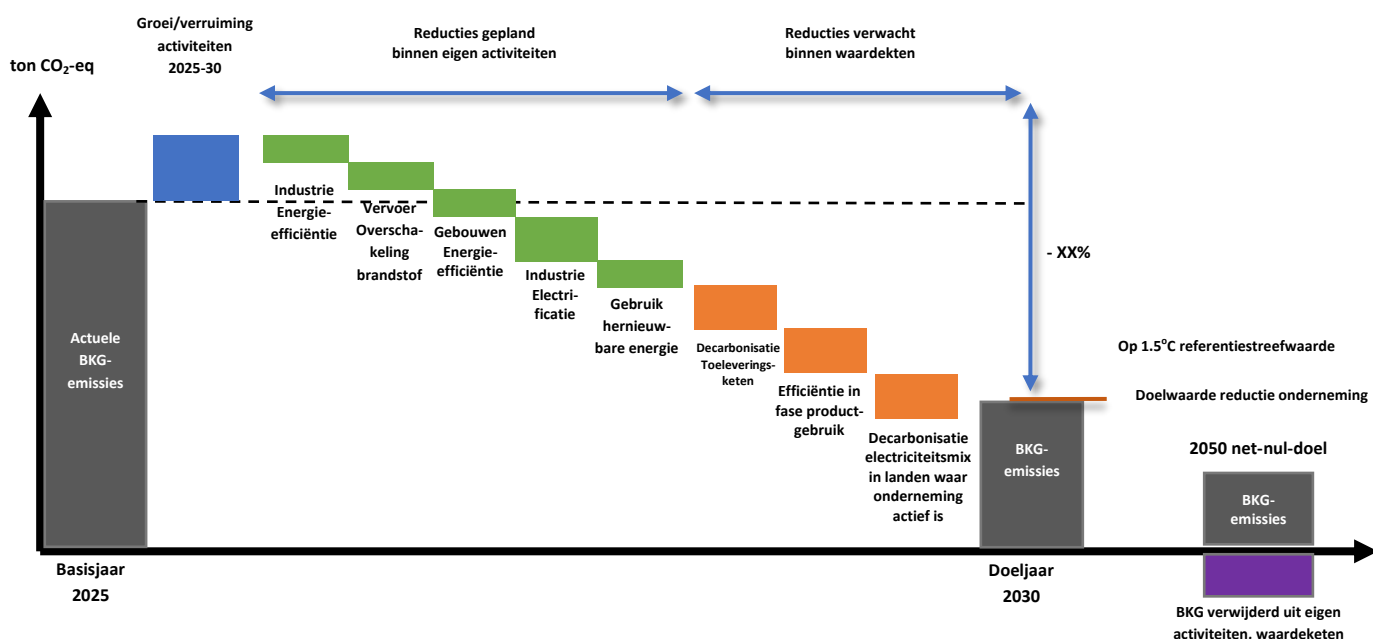 Groei/verruiming
activiteiten
2025-30
Reducties gepland
binnen eigen activiteiten
Reducties verwacht
binnen waardekten
ton CO₂-eq
Industrie
Energie-
efficiëntie
Vervoer
Overscha-
keling
brandstof
Gebouwen
Energie-
efficiëntie
Industrie
Electri-
ficatie
Gebruik
hernieuw-
bare energie
- XX%
Actuele
BKG-
emissies
Decarbonisatie
Toeleverings-
keten
Efficiëntie in
fase product-
gebruik
Decarbonisatie
electriciteitsmix
in landen waar
onderneming
actief is
BKG-
emissies
Op 1.5°C referentiestreefwaarde
Doelwaarde reductie onderneming
2050 net-nul-doel
BKG-
emissies
Basisjaar
2025
Doeljaar
2030
BKG verwijderd uit eigen
activiteiten, waardeketen